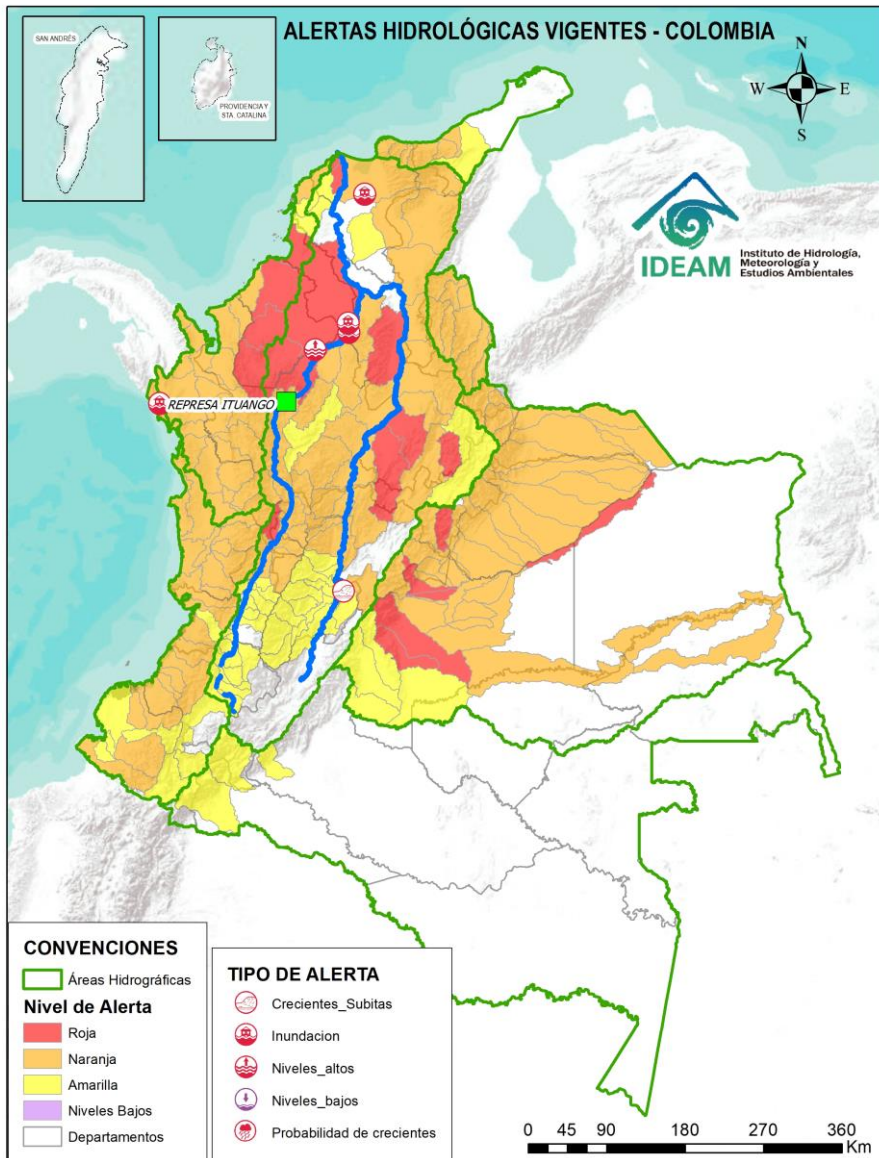 ALERTAS HIDROLÓGICAS VIGENTES - COLOMBIA
SAN ANDRÉS
PROVIDENCIA Y
STA. CATALINA
N
W
E
S
IDEAM
Instituto de Hidrología,
Meteorología y
Estudios Ambientales
REPRESA ITUANGO
CONVENCIONES
Áreas Hidrográficas
Nivel de Alerta
Roja
Naranja
Amarilla
Niveles Bajos
Departamentos
TIPO DE ALERTA
Crecientes_Subitas
Inundacion
Niveles_altos
Niveles_bajos
Probabilidad de crecientes
0 45 90 180 270 360
Km